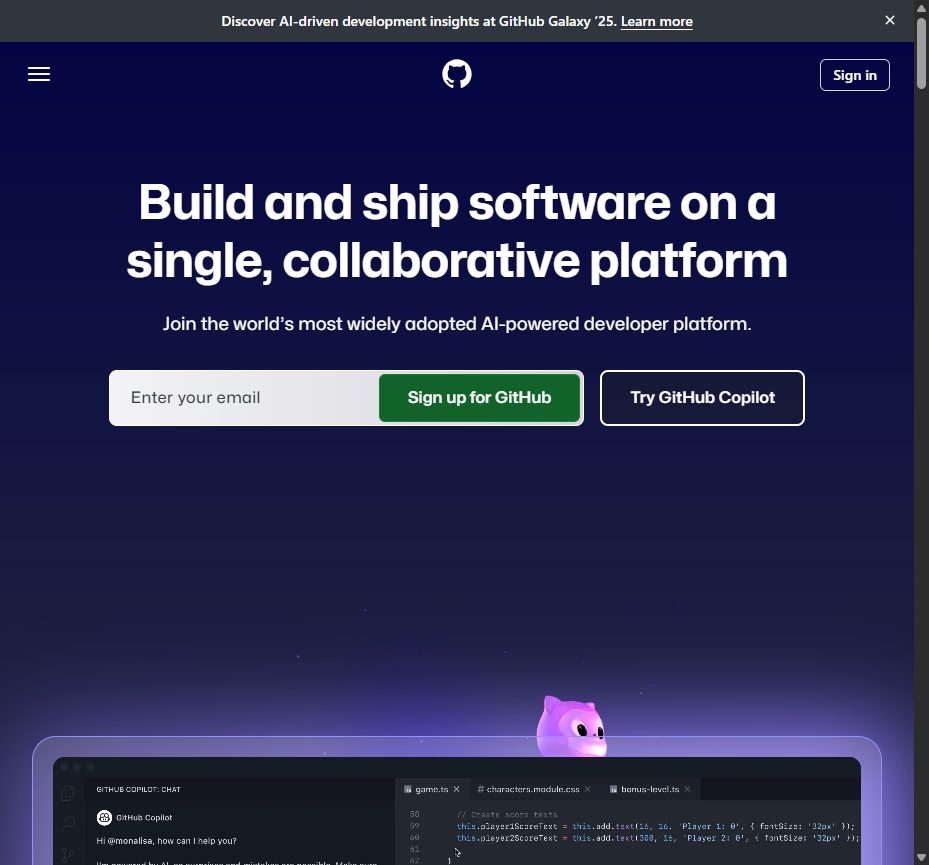 Discover AI-driven development insights at GitHub Galaxy ’25. Learn more
Sign in
Build and ship software on a
single, collaborative platform
Join the world’s most widely adopted AI-powered developer platform.
Enter your email
Sign up for GitHub
Try GitHub Copilot
GITHUB COPILOT: CHAT
GitHub Copilot
Hi @monalisa, how can I help you?
I'm powered by AI, so surprises and mistakes are possible. Make sure
game.ts
# characters.module.css
bonus-level.ts
58 // Create score texts
59 this.player1ScoreText = this.add.text(16, 16, 'Player 1: 0', { fontSize: '32px' });
60 this.player2ScoreText = this.add.text(300, 16, 'Player 2: 0', { fontSize: '32px' });
61
62 }